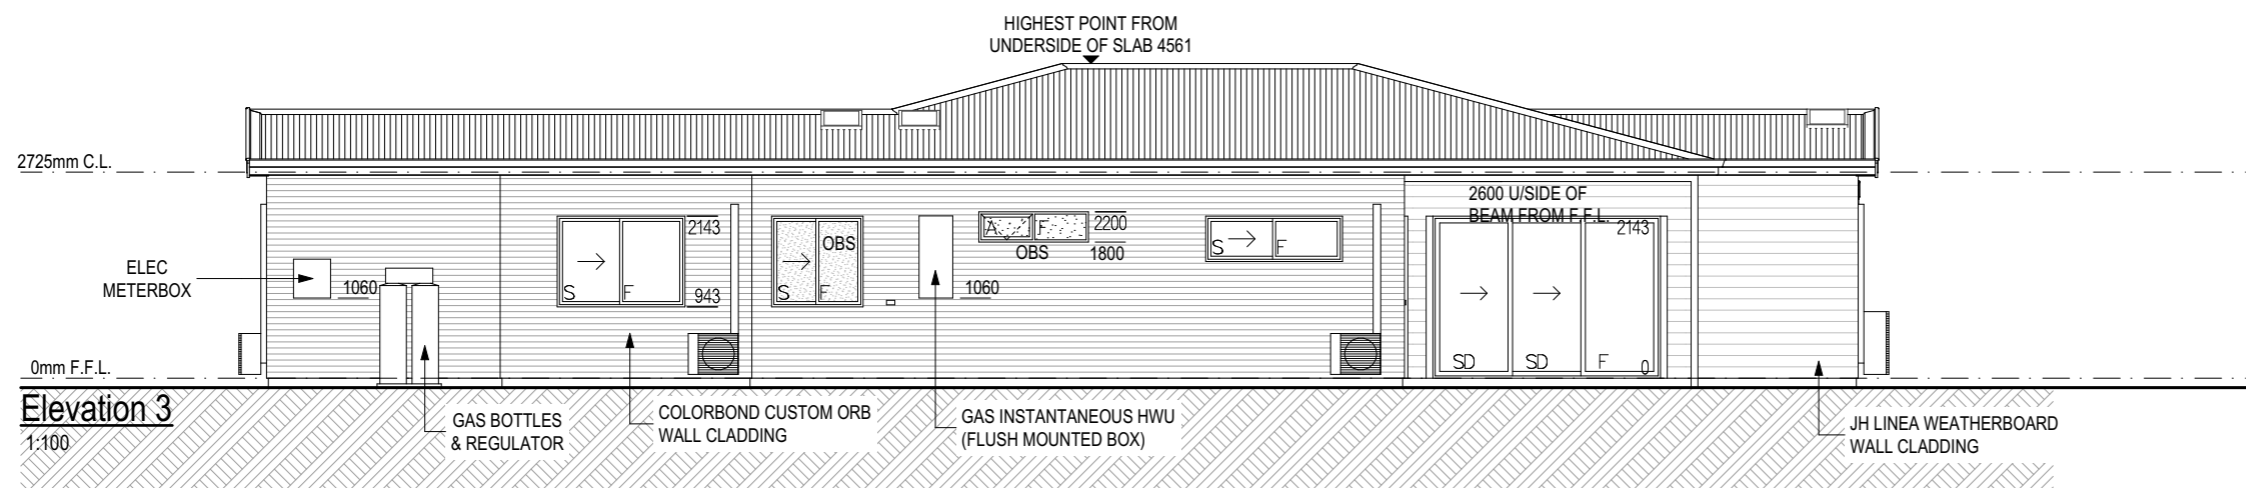 HIGHEST POINT FROM
UNDERSIDE OF SLAB 4561
2725mm C.L.
2600 U/SIDE OF
BEAM FROM F.F.L.
2143
OBS
A F
2200
OBS
1800
S F
2143
ELEC
METERBOX
1060
S F
943
S F
1060
SD SD F 0
0mm F.F.L.
Elevation 3
1:100
GAS BOTTLES
& REGULATOR
COLORBOND CUSTOM ORB
WALL CLADDING
GAS INSTANTANEOUS HWU
(FLUSH MOUNTED BOX)
JH LINEA WEATHERBOARD
WALL CLADDING